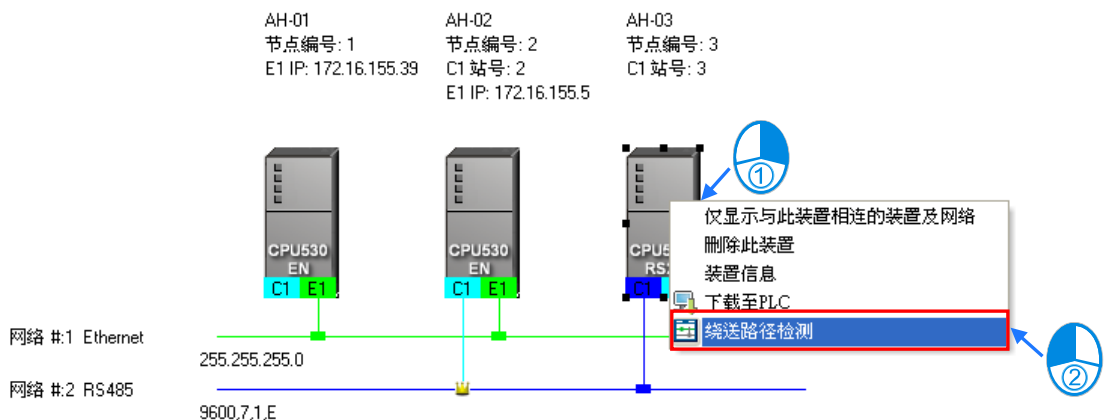 AH-01
节点编号: 1
E1 IP: 172.16.155.39
AH-02
节点编号: 2
C1 站号: 2
E1 IP: 172.16.155.5
AH-03
节点编号: 3
C1 站号: 3
CPU530
EN
C1 E1
CPU530
EN
C1 E1
CPU5
RS
C1
①
仅显示与此装置相连的装置及网络
删除此装置
装置信息
下载至PLC
绕送路径检测
②
网络 #:1 Ethernet
255.255.255.0
网络 #:2 RS485
9600,7,1,E